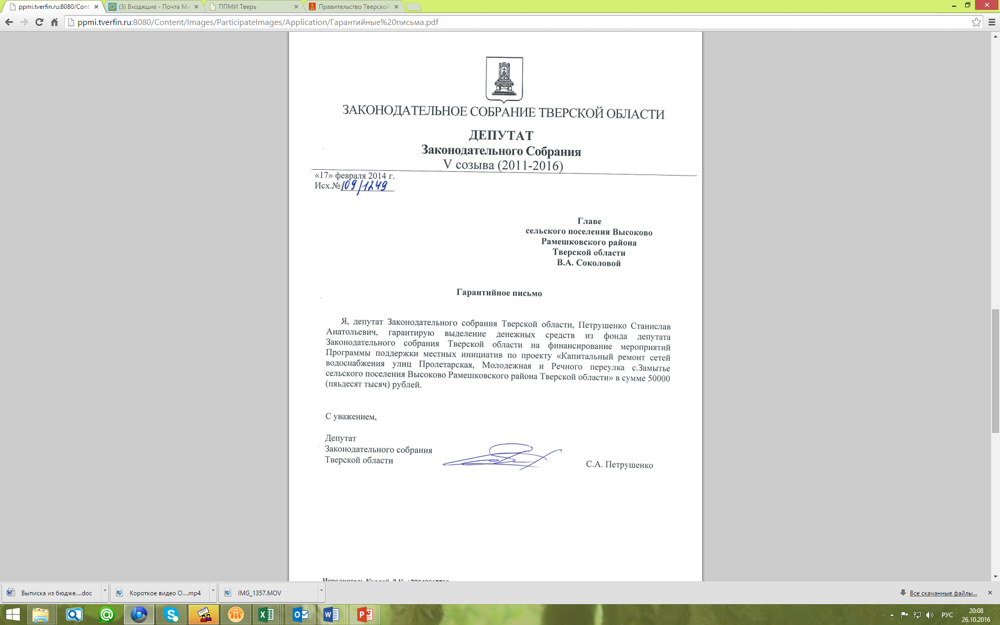 ppmi.tverfin.ru:8080/Cont
(3) Входящие - Почта Ma
ППМИ Тверь
Правительство Тверской
ppmi.tverfin.ru:8080/Content/Images/ParticipateImages/Application/Гарантийные%20письма.pdf
ЗАКОНОДАТЕЛЬНОЕ СОБРАНИЕ ТВЕРСКОЙ ОБЛАСТИ
ДЕПУТАТ
Законодательного Собрания
V созыва (2011-2016)
«17» февраля 2014 г.
Исх.№109/1249
Главе
сельского поселения Высоково
Рамешковского района
Тверской области
В.А. Соколовой
Гарантийное письмо
Я, депутат Законодательного собрания Тверской области, Петрушенко Станислав
Анатольевич, гарантирую выделение денежных средств из фонда депутата
Законодательного собрания Тверской области на финансирование мероприятий
Программы поддержки местных инициатив по проекту «Капитальный ремонт сетей
водоснабжения улиц Пролетарская, Молодежная и Речного переулка с.Замытье
сельского поселения Высоково Рамешковского района Тверской области» в сумме 50000
(пяьдесят тысяч) рублей.
С уважением,
Депутат
Законодательного собрания
Тверской области
С.А. Петрушенко
Исполнитель
Выписка из бюдже....doc
Короткое видео О....mp4
IMG_1357.MOV
Все скачанные файлы...
РУС
20:08
26.10.2016